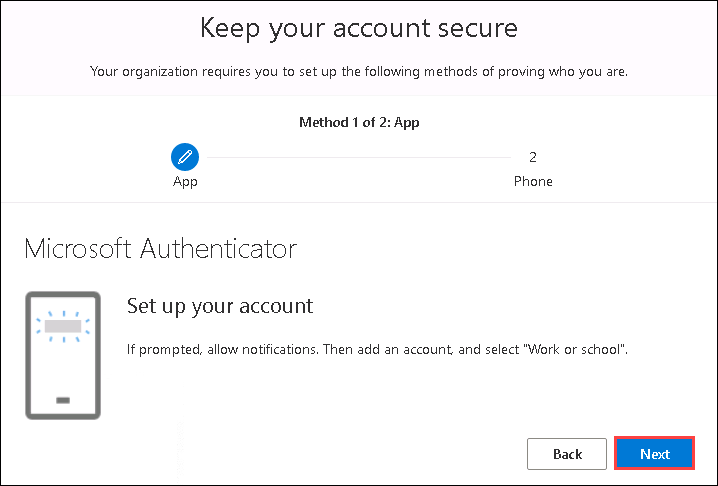 Keep your account secure
Your organization requires you to set up the following methods of proving who you are.
Method 1 of 2: App
2
App
Phone
Microsoft Authenticator
Set up your account
If prompted, allow notifications. Then add an account, and select "Work or school".
Back
Next